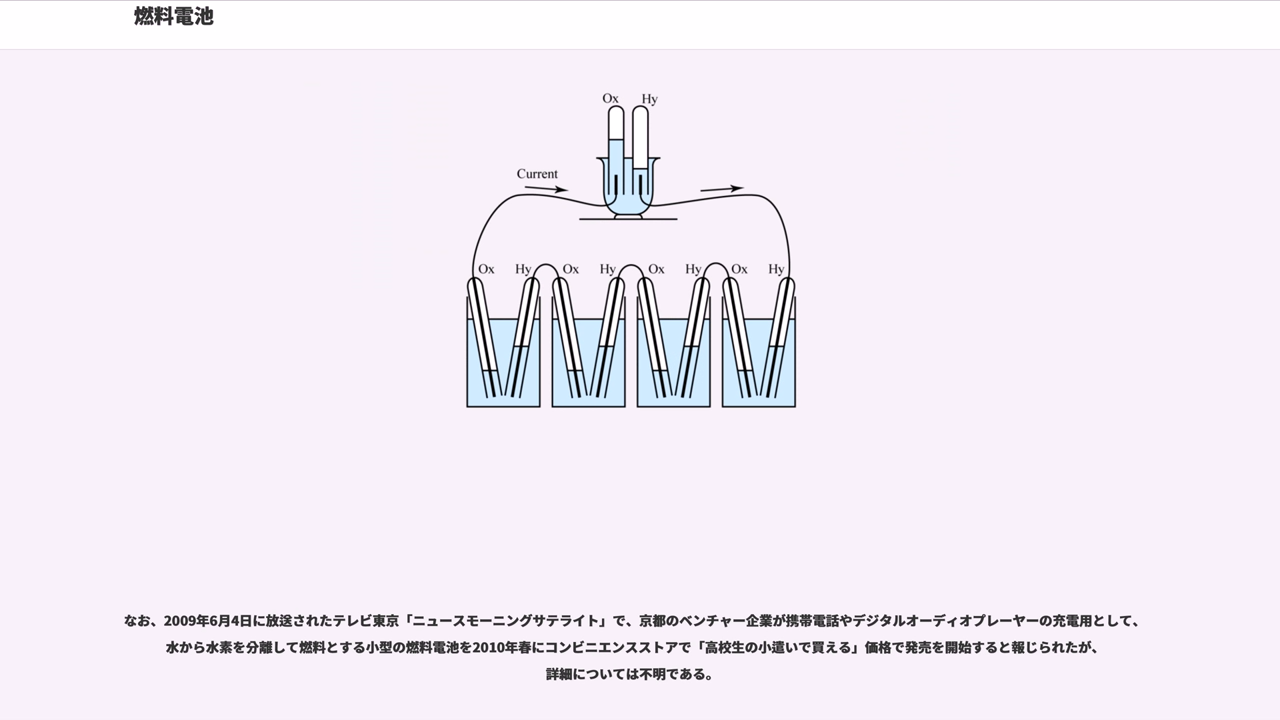 燃料電池
Ox Hy
Current
Ox Hy Ox Hy Ox Hy Ox Hy
なお、2009年6月4日に放送されたテレビ東京「ニュースモーニングサテライト」で、京都のベンチャー企業が携帯電話やデジタルオーディオプレーヤーの充電用として、
水から水素を分離して燃料とする小型の燃料電池を2010年春にコンビニエンスストアで「高校生の小遣いで買える」価格で発売を開始すると報じられたが、
詳細については不明である。